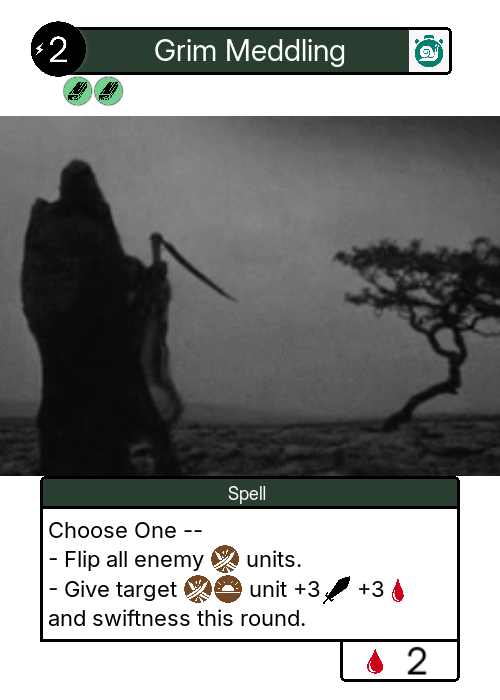 2 Grim Meddling
Spell
Choose One --
- Flip all enemy units.
- Give target unit +3 +3
and swiftness this round.
2